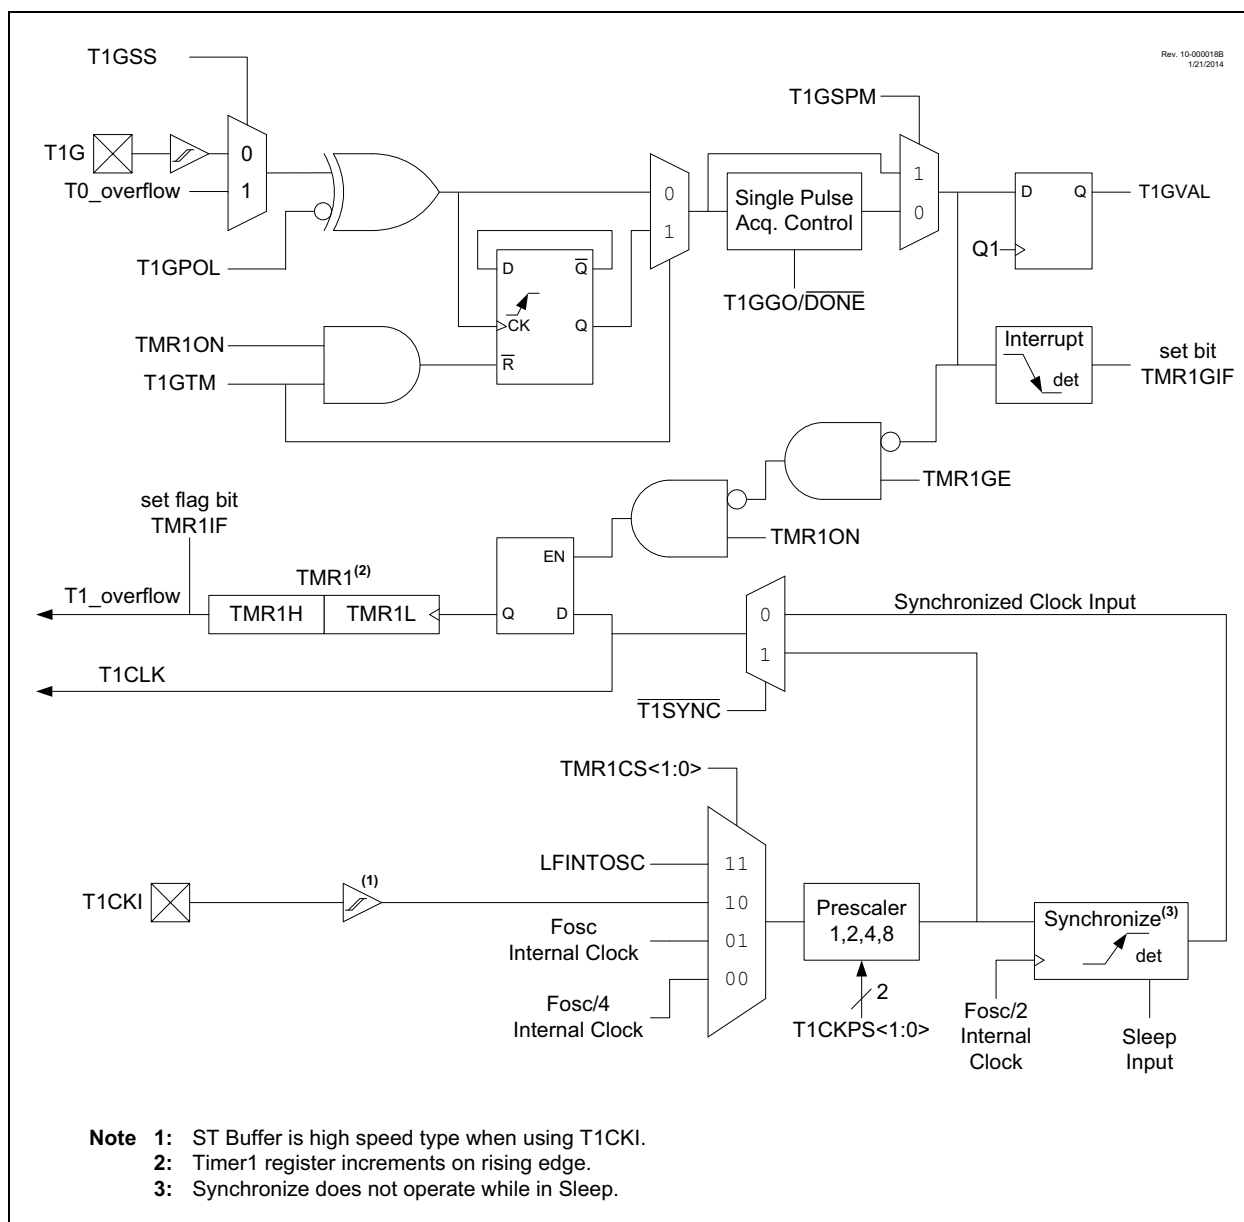 Rev. 10-000018B
1/21/2014
T1GSS
T1GSPM
T1G
0
T0_overflow
1
T1GPOL
D
Q̅
CK
Q
R̅
TMR1ON
T1GTM
0
1
Single Pulse
Acq. Control
T1GGO/D̅O̅N̅E̅
1
0
D
Q
T1GVAL
Q1
Interrupt
det
set bit
TMR1GIF
TMR1GE
TMR1ON
set flag bit
TMR1IF
TMR1(2)
T1_overflow
TMR1H
TMR1L
EN
Q
D
T1CLK
0
1
Synchronized Clock Input
T̅1̅S̅Y̅N̅C̅
TMR1CS<1:0>
LFINTOSC
11
T1CKI
(1)
10
Fosc
Internal Clock
01
Fosc/4
Internal Clock
00
Prescaler
1,2,4,8
2
T1CKPS<1:0>
Synchronize(3)
det
Fosc/2
Internal
Clock
Sleep
Input
Note 1: ST Buffer is high speed type when using T1CKI.
2: Timer1 register increments on rising edge.
3: Synchronize does not operate while in Sleep.